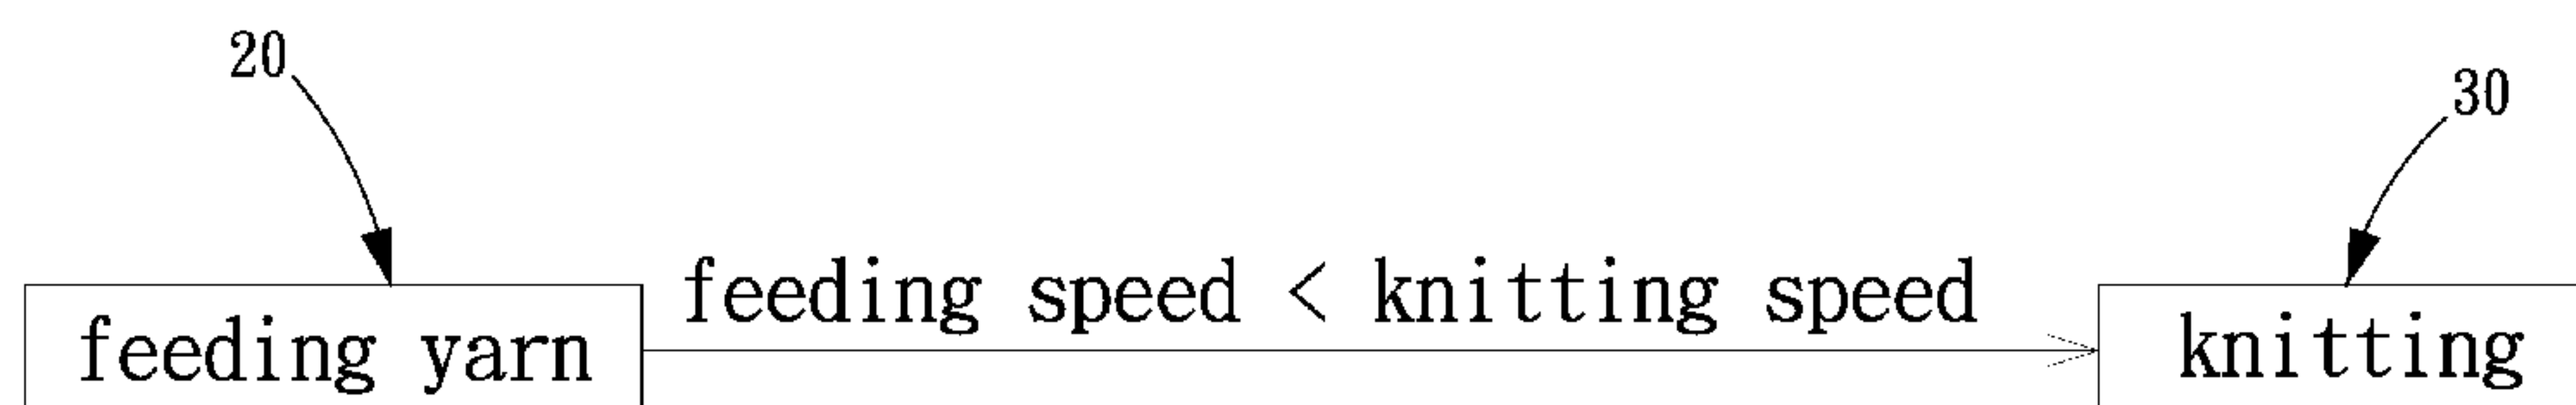 20
30
feeding speed < knitting speed
feeding yarn
knitting